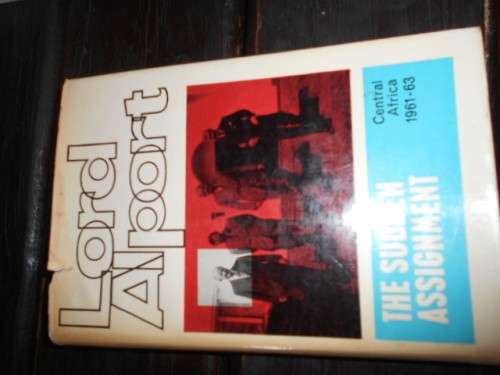 Lord
Alport
Central
Africa
1961-63
THE SUDDEN
ASSIGNMENT